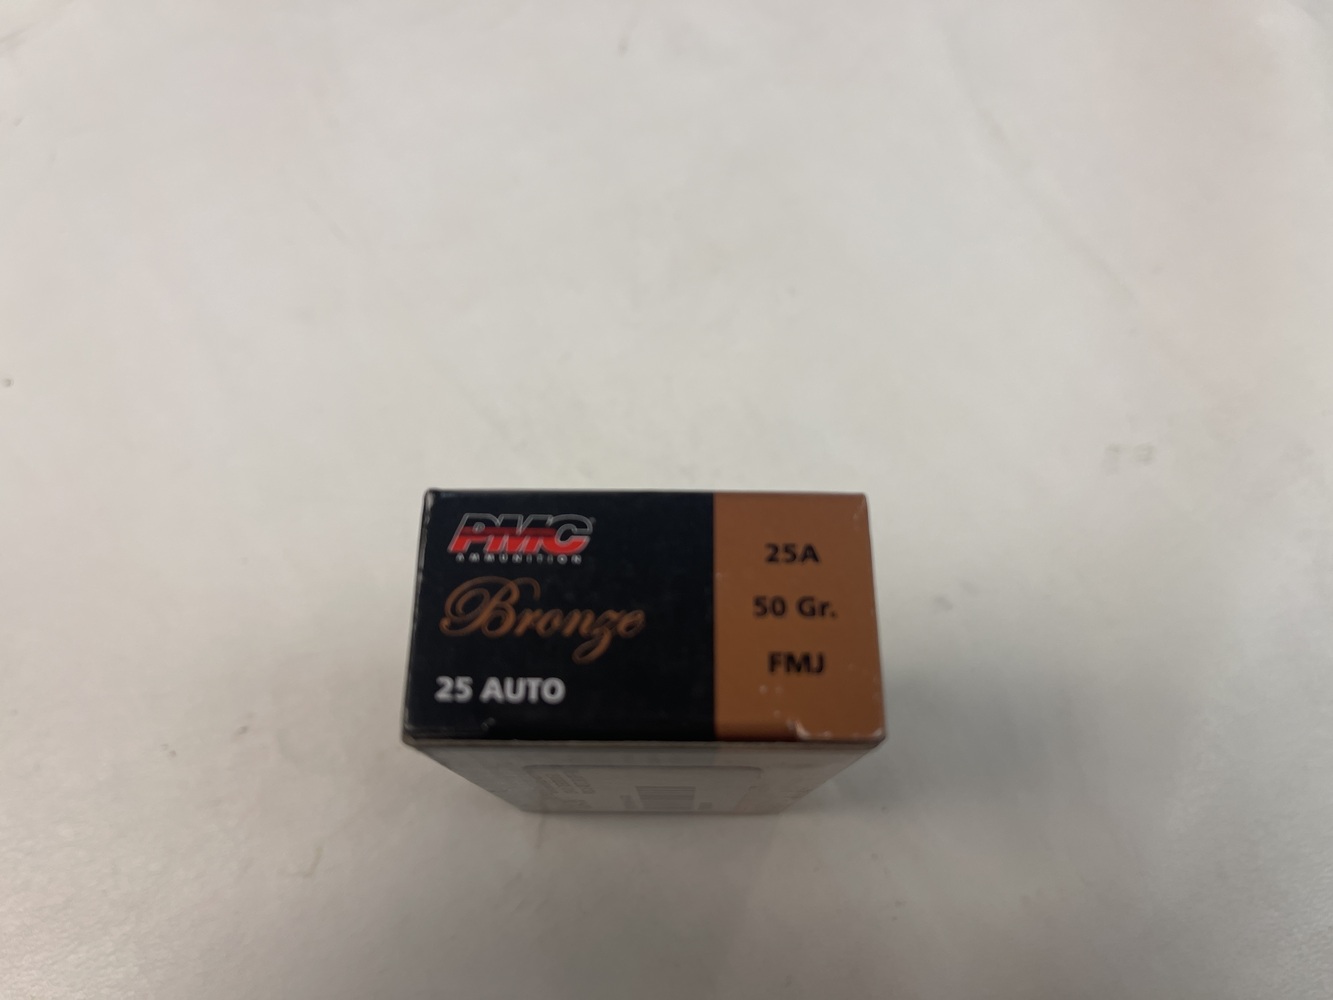 PMC
AMMUNITION
Bronze
25 AUTO
25A
50 Gr.
FMJ